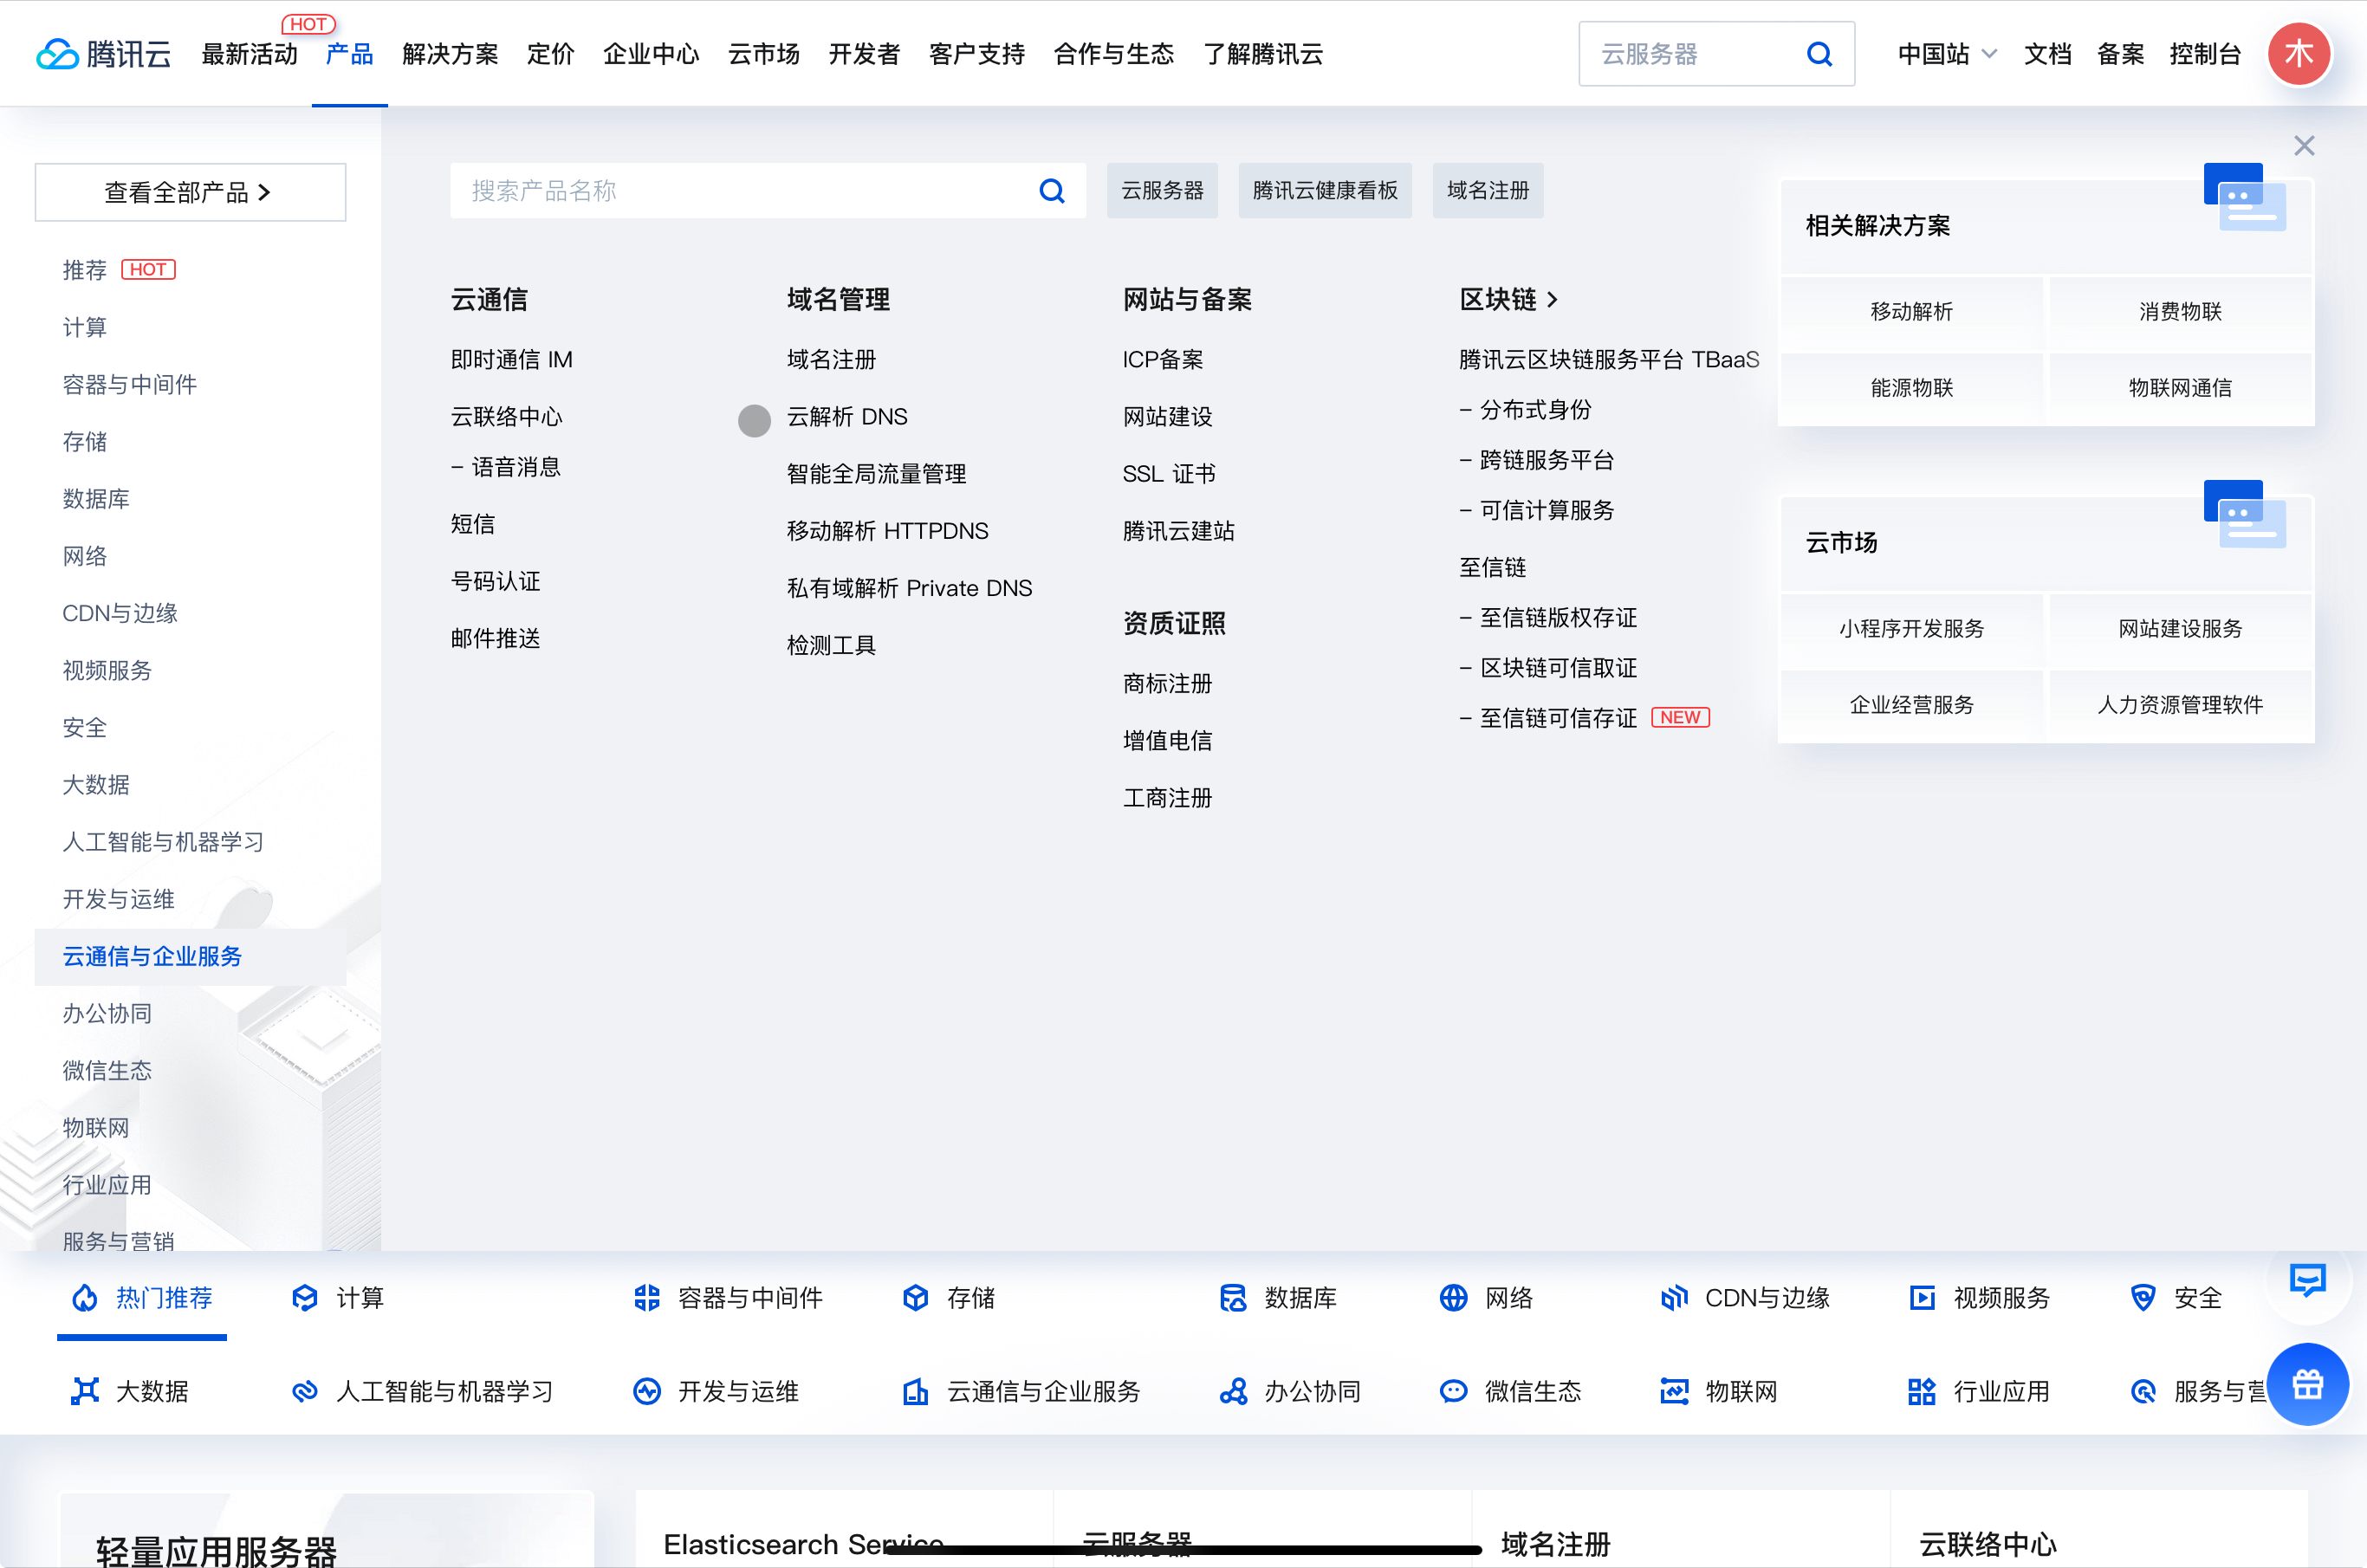 腾讯云
最新活动
HOT
产品
解决方案
定价
企业中心
云市场
开发者
客户支持
合作与生态
了解腾讯云
云服务器
中国站
文档
备案
控制台
木
查看全部产品
推荐 HOT
计算
容器与中间件
存储
数据库
网络
CDN与边缘
视频服务
安全
大数据
人工智能与机器学习
开发与运维
云通信与企业服务
办公协同
微信生态
物联网
行业应用
服务与营销
搜索产品名称
云服务器
腾讯云健康看板
域名注册
云通信
即时通信 IM
云联络中心
– 语音消息
短信
号码认证
邮件推送
域名管理
域名注册
云解析 DNS
智能全局流量管理
移动解析 HTTPDNS
私有域解析 Private DNS
检测工具
网站与备案
ICP备案
网站建设
SSL 证书
腾讯云建站
资质证照
商标注册
增值电信
工商注册
区块链
腾讯云区块链服务平台 TBaaS
– 分布式身份
– 跨链服务平台
– 可信计算服务
至信链
– 至信链版权存证
– 区块链可信取证
– 至信链可信存证 NEW
相关解决方案
移动解析
消费物联
能源物联
物联网通信
云市场
小程序开发服务
网站建设服务
企业经营服务
人力资源管理软件
热门推荐
计算
容器与中间件
存储
数据库
网络
CDN与边缘
视频服务
安全
大数据
人工智能与机器学习
开发与运维
云通信与企业服务
办公协同
微信生态
物联网
行业应用
服务与营
轻量应用服务器
Elasticsearch Service
云服务器
域名注册
云联络中心